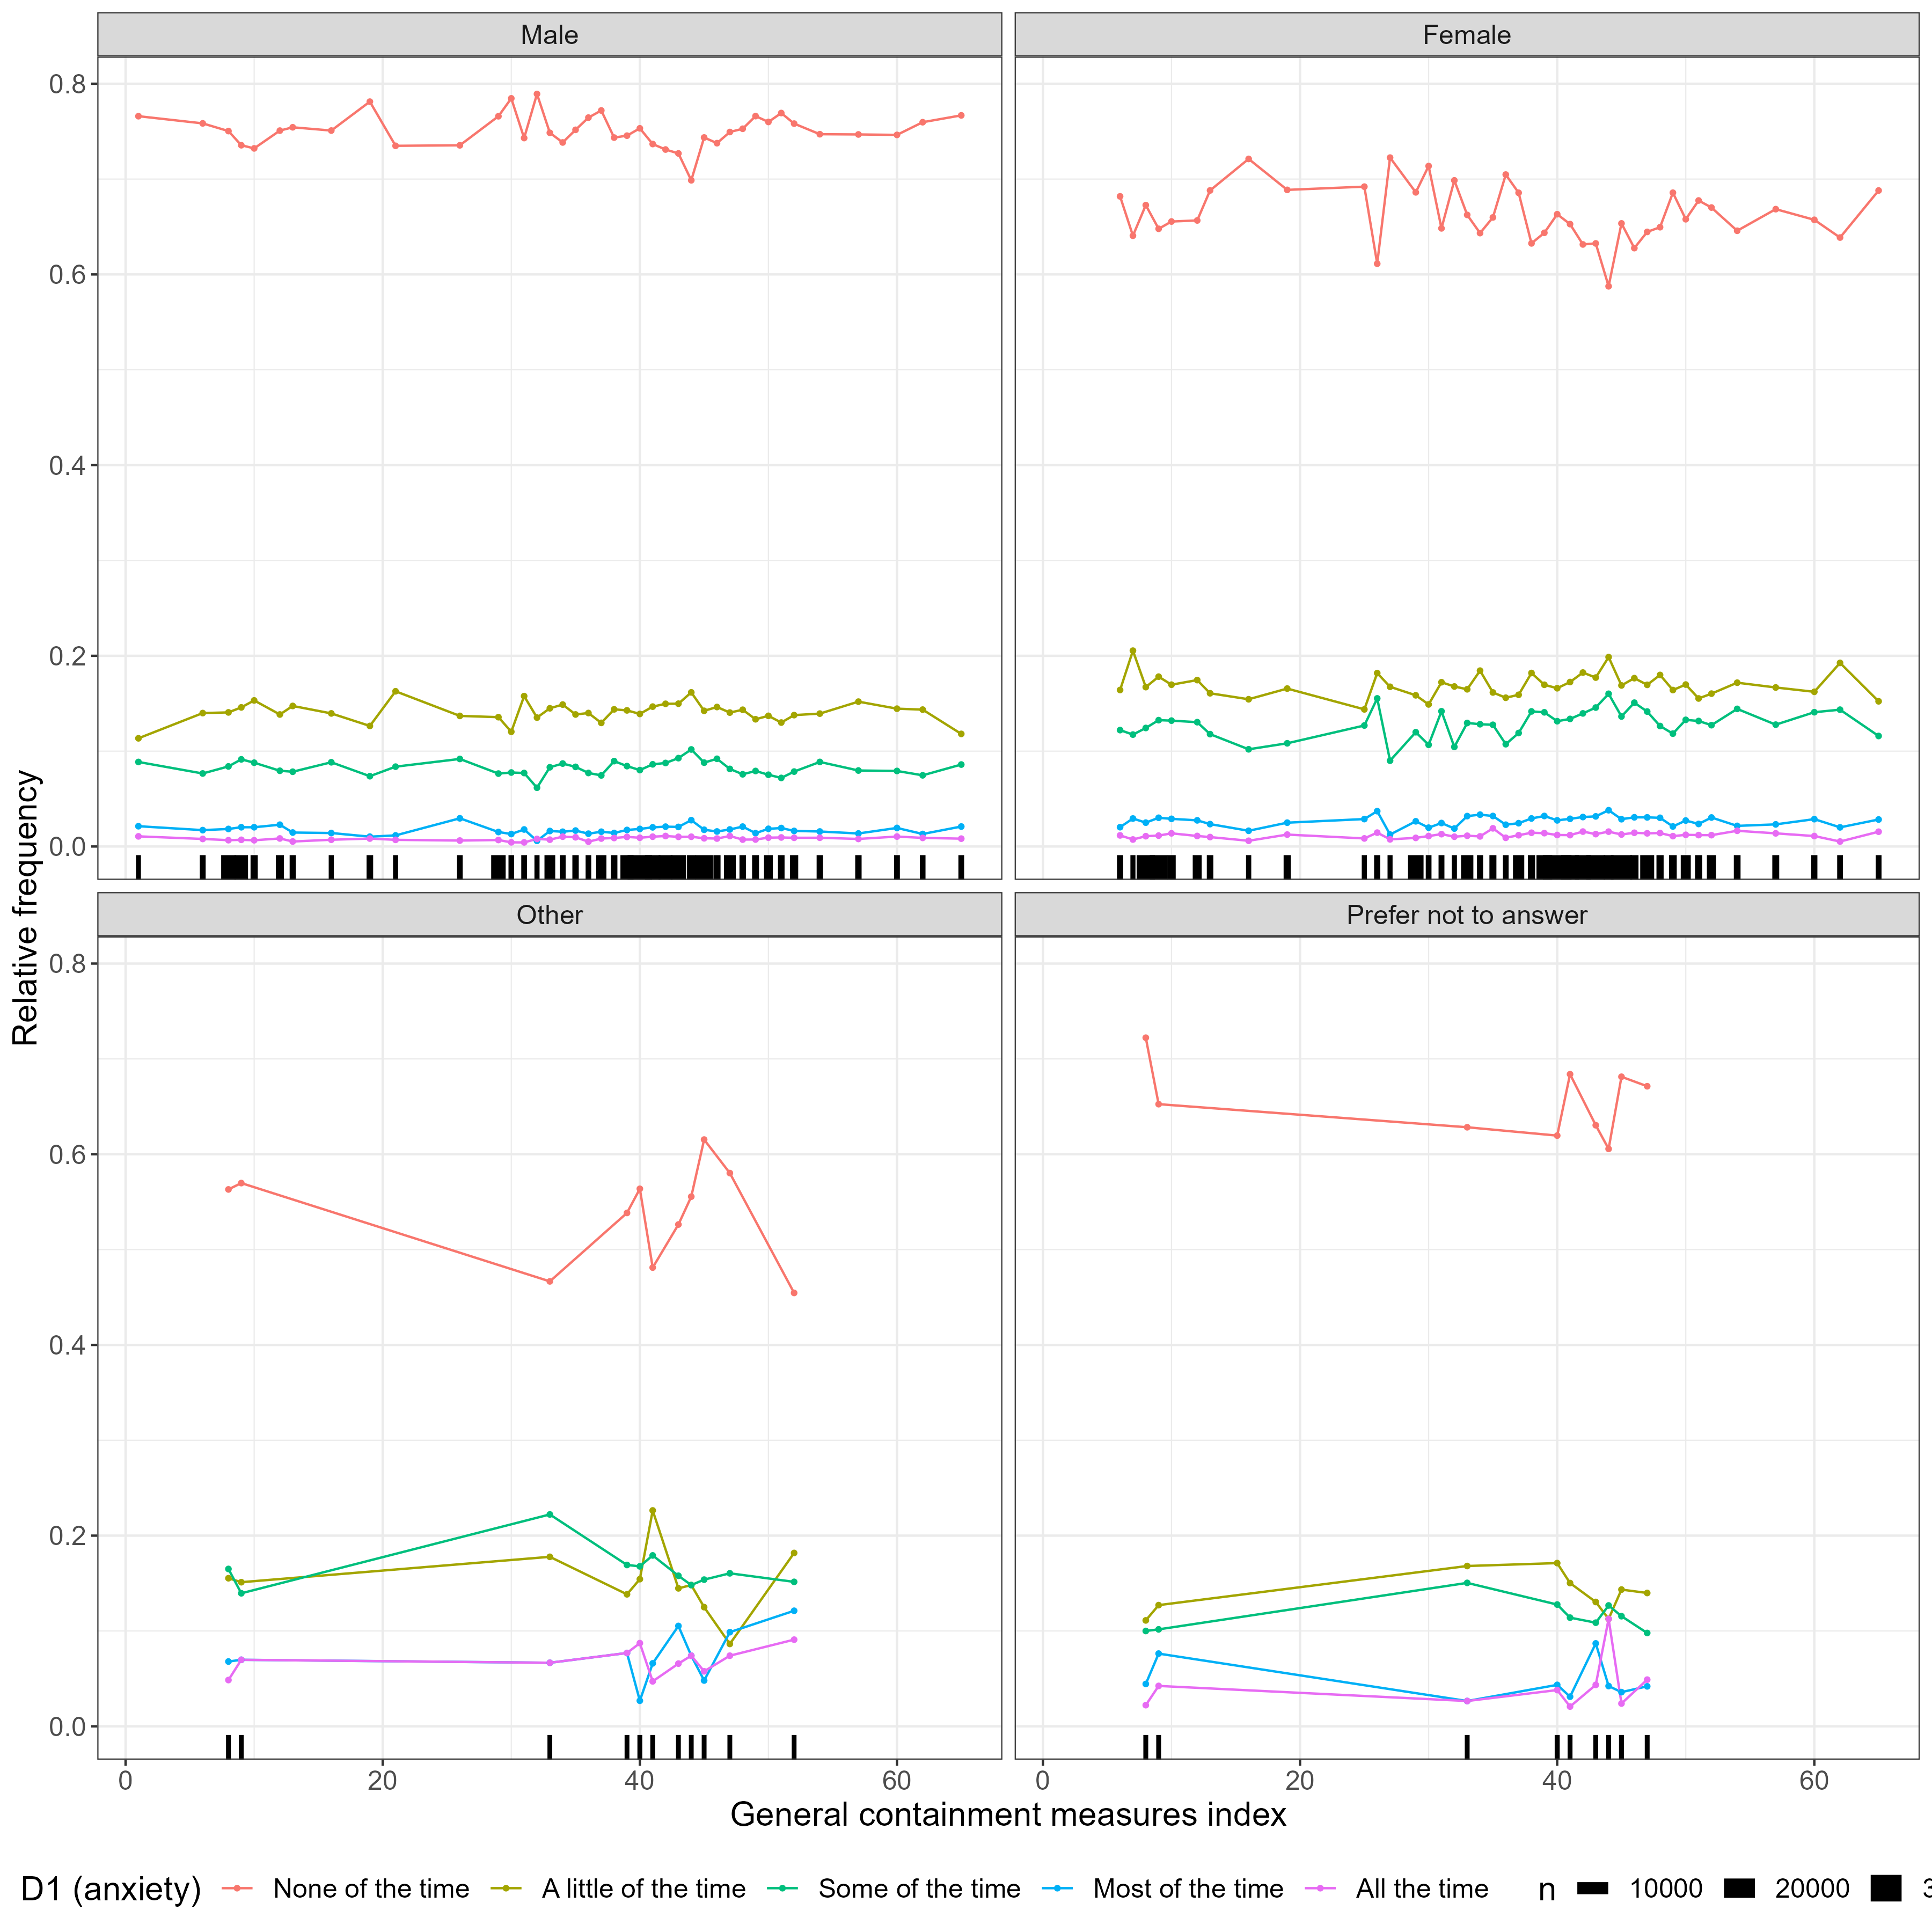 Male
Female
0.8
0.6
0.4
0.2
0.0
Other
Prefer not to answer
0.8
0.6
0.4
0.2
0.0
0
20
40
60
0
20
40
60
Relative frequency
General containment measures index
D1 (anxiety) None of the time A little of the time Some of the time Most of the time All the time n 10000 20000